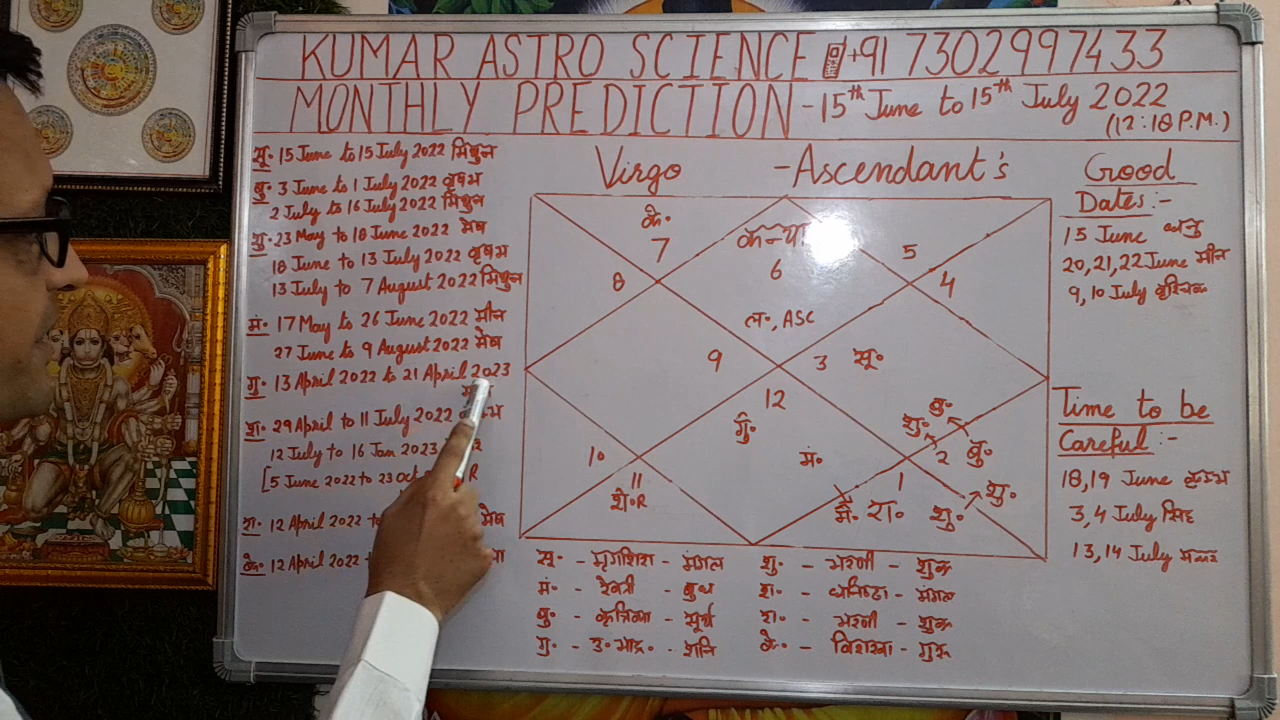 KUMAR ASTRO SCIENCE +91 7302997433
MONTHLY PREDICTION - 15th June to 15th July 2022
(12:18 P.M.)
सू॰ 15 June to 15 July 2022 मिथुन
बु॰ 3 June to 1 July 2022 वृषभ
2 July to 16 July 2022 मिथुन
शु॰ 23 May to 18 June 2022 मेष
18 June to 13 July 2022 वृषभ
13 July to 7 August 2022 मिथुन
मं॰ 17 May to 26 June 2022 मीन
27 June to 9 August 2022 मेष
गु॰ 13 April 2022 to 21 April 2023
श॰ 29 April to 11 July 2022
12 July to 16 Jan 2023
[5 June 2022 to 23 Oct R
रा॰ 12 April 2022 to मेष
के॰ 12 April 2022
Virgo - Ascendant's
के॰
7
8
कन्या
6
ल॰, ASC
5
4
9
3 सू॰
12
गु॰
मं॰
10
11
श॰R
बु॰
शु॰
2 बु॰
1
मं॰ रा॰ शु॰
शु॰
सू॰ - मृगशिरा - मंगल
मं॰ - रेवती - बुध
बु॰ - कृत्तिका - सूर्य
गु॰ - उ॰ भाद्र॰ - शनि
शु॰ - भरणी - शुक्र
श॰ - धनिष्ठा - मंगल
रा॰ - भरणी - शुक्र
के॰ - विशाखा - गुरु
Good
Dates:-
15 June धनु
20,21,22 June मीन
9,10 July वृश्चिक
Time to be
Careful:-
18,19 June कुम्भ
3,4 July सिंह
13,14 July मकर